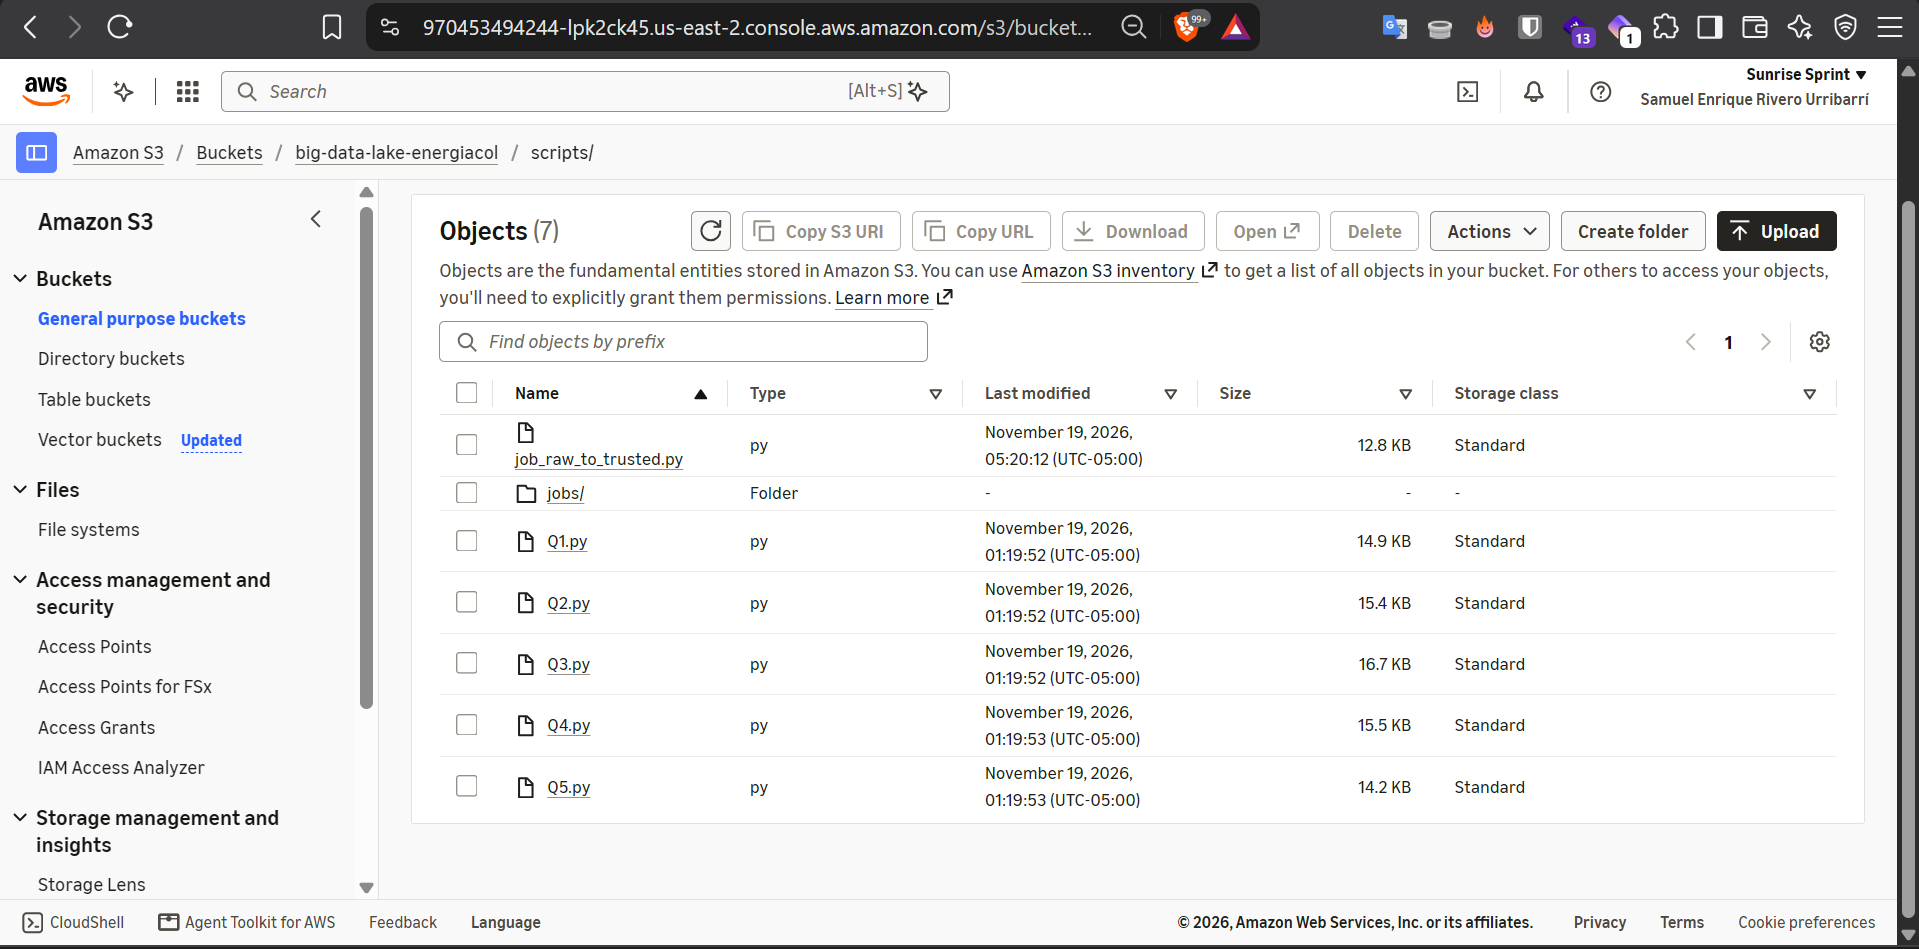 970453494244-lpk2ck45.us-east-2.console.aws.amazon.com/s3/bucket...
99+
13
1
aws
Search
[Alt+S]
Sunrise Sprint
Samuel Enrique Rivero Urribarrí
Amazon S3 / Buckets / big-data-lake-energiacol / scripts/
Amazon S3
Buckets
General purpose buckets
Directory buckets
Table buckets
Vector buckets Updated
Files
File systems
Access management and
security
Access Points
Access Points for FSx
Access Grants
IAM Access Analyzer
Storage management and
insights
Storage Lens
Objects (7)
Copy S3 URI
Copy URL
Download
Open
Delete
Actions
Create folder
Upload
Objects are the fundamental entities stored in Amazon S3. You can use Amazon S3 inventory to get a list of all objects in your bucket. For others to access your objects,
you'll need to explicitly grant them permissions. Learn more
Find objects by prefix
1
Name Type Last modified Size Storage class
job_raw_to_trusted.py py November 19, 2026, 05:20:12 (UTC-05:00) 12.8 KB Standard
jobs/ Folder - - -
Q1.py py November 19, 2026, 01:19:52 (UTC-05:00) 14.9 KB Standard
Q2.py py November 19, 2026, 01:19:52 (UTC-05:00) 15.4 KB Standard
Q3.py py November 19, 2026, 01:19:52 (UTC-05:00) 16.7 KB Standard
Q4.py py November 19, 2026, 01:19:53 (UTC-05:00) 15.5 KB Standard
Q5.py py November 19, 2026, 01:19:53 (UTC-05:00) 14.2 KB Standard
CloudShell Agent Toolkit for AWS Feedback Language © 2026, Amazon Web Services, Inc. or its affiliates. Privacy Terms Cookie preferences